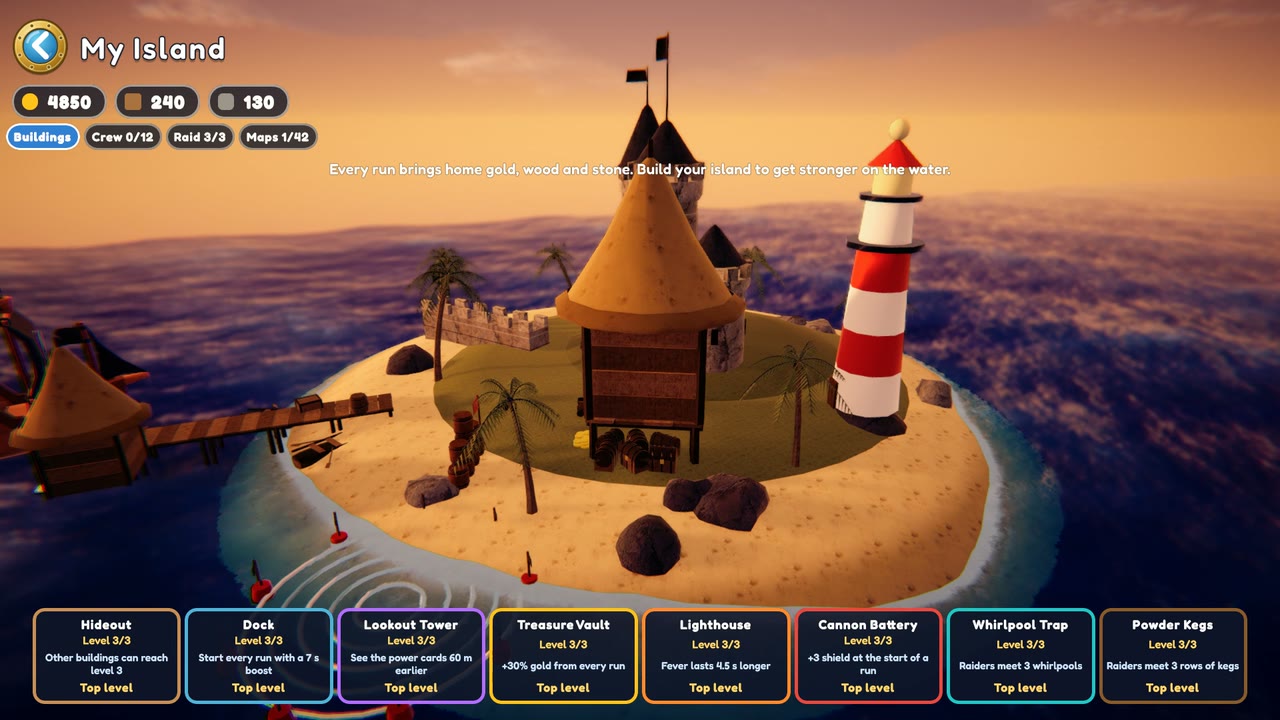 My Island
4850 240 130
Buildings Crew 0/12 Raid 3/3 Maps 1/42
Every run brings home gold, wood and stone. Build your island to get stronger on the water.
Hideout
Level 3/3
Other buildings can reach
level 3
Top level
Dock
Level 3/3
Start every run with a 7 s
boost
Top level
Lookout Tower
Level 3/3
See the power cards 60 m
earlier
Top level
Treasure Vault
Level 3/3
+30% gold from every run
Top level
Lighthouse
Level 3/3
Fever lasts 4.5 s longer
Top level
Cannon Battery
Level 3/3
+3 shield at the start of a
run
Top level
Whirlpool Trap
Level 3/3
Raiders meet 3 whirlpools
Top level
Powder Kegs
Level 3/3
Raiders meet 3 rows of kegs
Top level